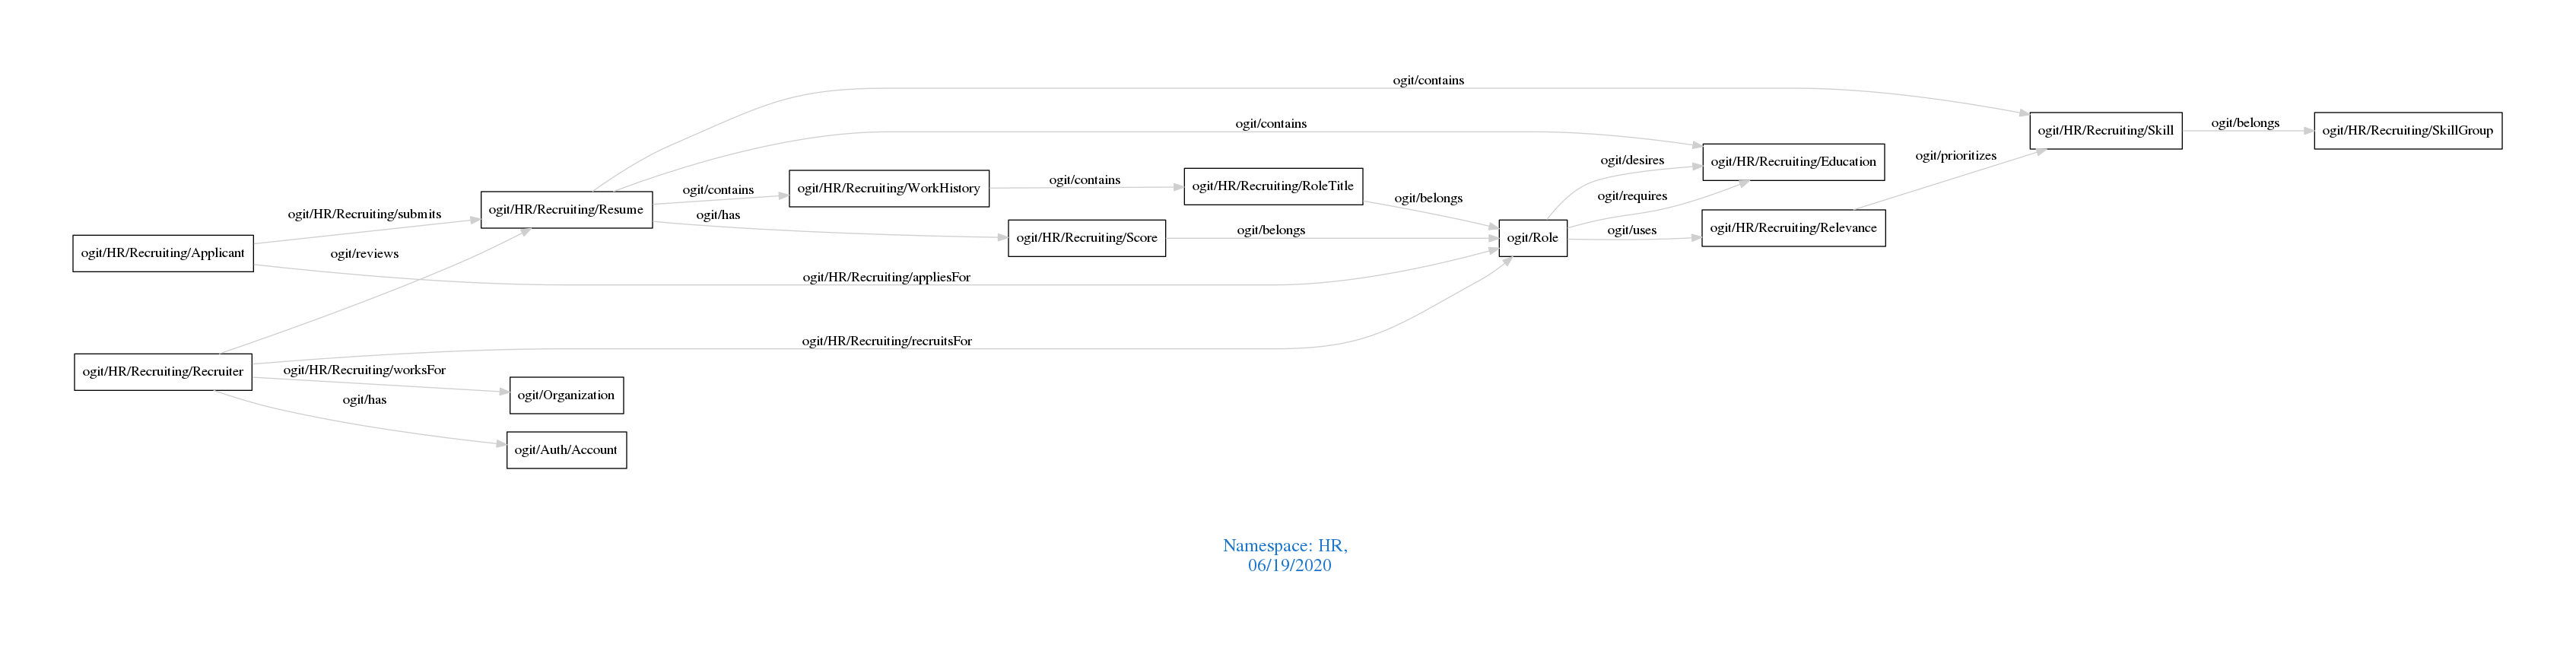 ogit/contains
ogit/contains
ogit/HR/Recruiting/Skill
ogit/belongs
ogit/HR/Recruiting/SkillGroup
ogit/desires
ogit/HR/Recruiting/Education
ogit/prioritizes
ogit/contains
ogit/HR/Recruiting/WorkHistory
ogit/contains
ogit/HR/Recruiting/RoleTitle
ogit/belongs
ogit/requires
ogit/HR/Recruiting/submits
ogit/HR/Recruiting/Resume
ogit/has
ogit/HR/Recruiting/Score
ogit/belongs
ogit/Role
ogit/uses
ogit/HR/Recruiting/Relevance
ogit/HR/Recruiting/Applicant
ogit/reviews
ogit/HR/Recruiting/appliesFor
ogit/HR/Recruiting/recruitsFor
ogit/HR/Recruiting/Recruiter
ogit/HR/Recruiting/worksFor
ogit/Organization
ogit/has
ogit/Auth/Account
Namespace: HR,
06/19/2020